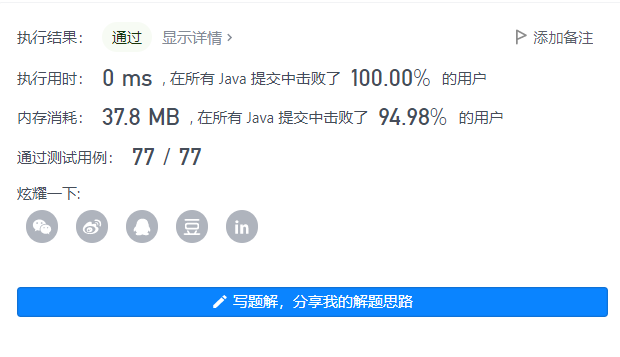 执行结果： 通过 显示详情 > 添加备注
执行用时： 0 ms , 在所有 Java 提交中击败了 100.00% 的用户
内存消耗： 37.8 MB , 在所有 Java 提交中击败了 94.98% 的用户
通过测试用例： 77 / 77
炫耀一下:
豆 in
写题解，分享我的解题思路